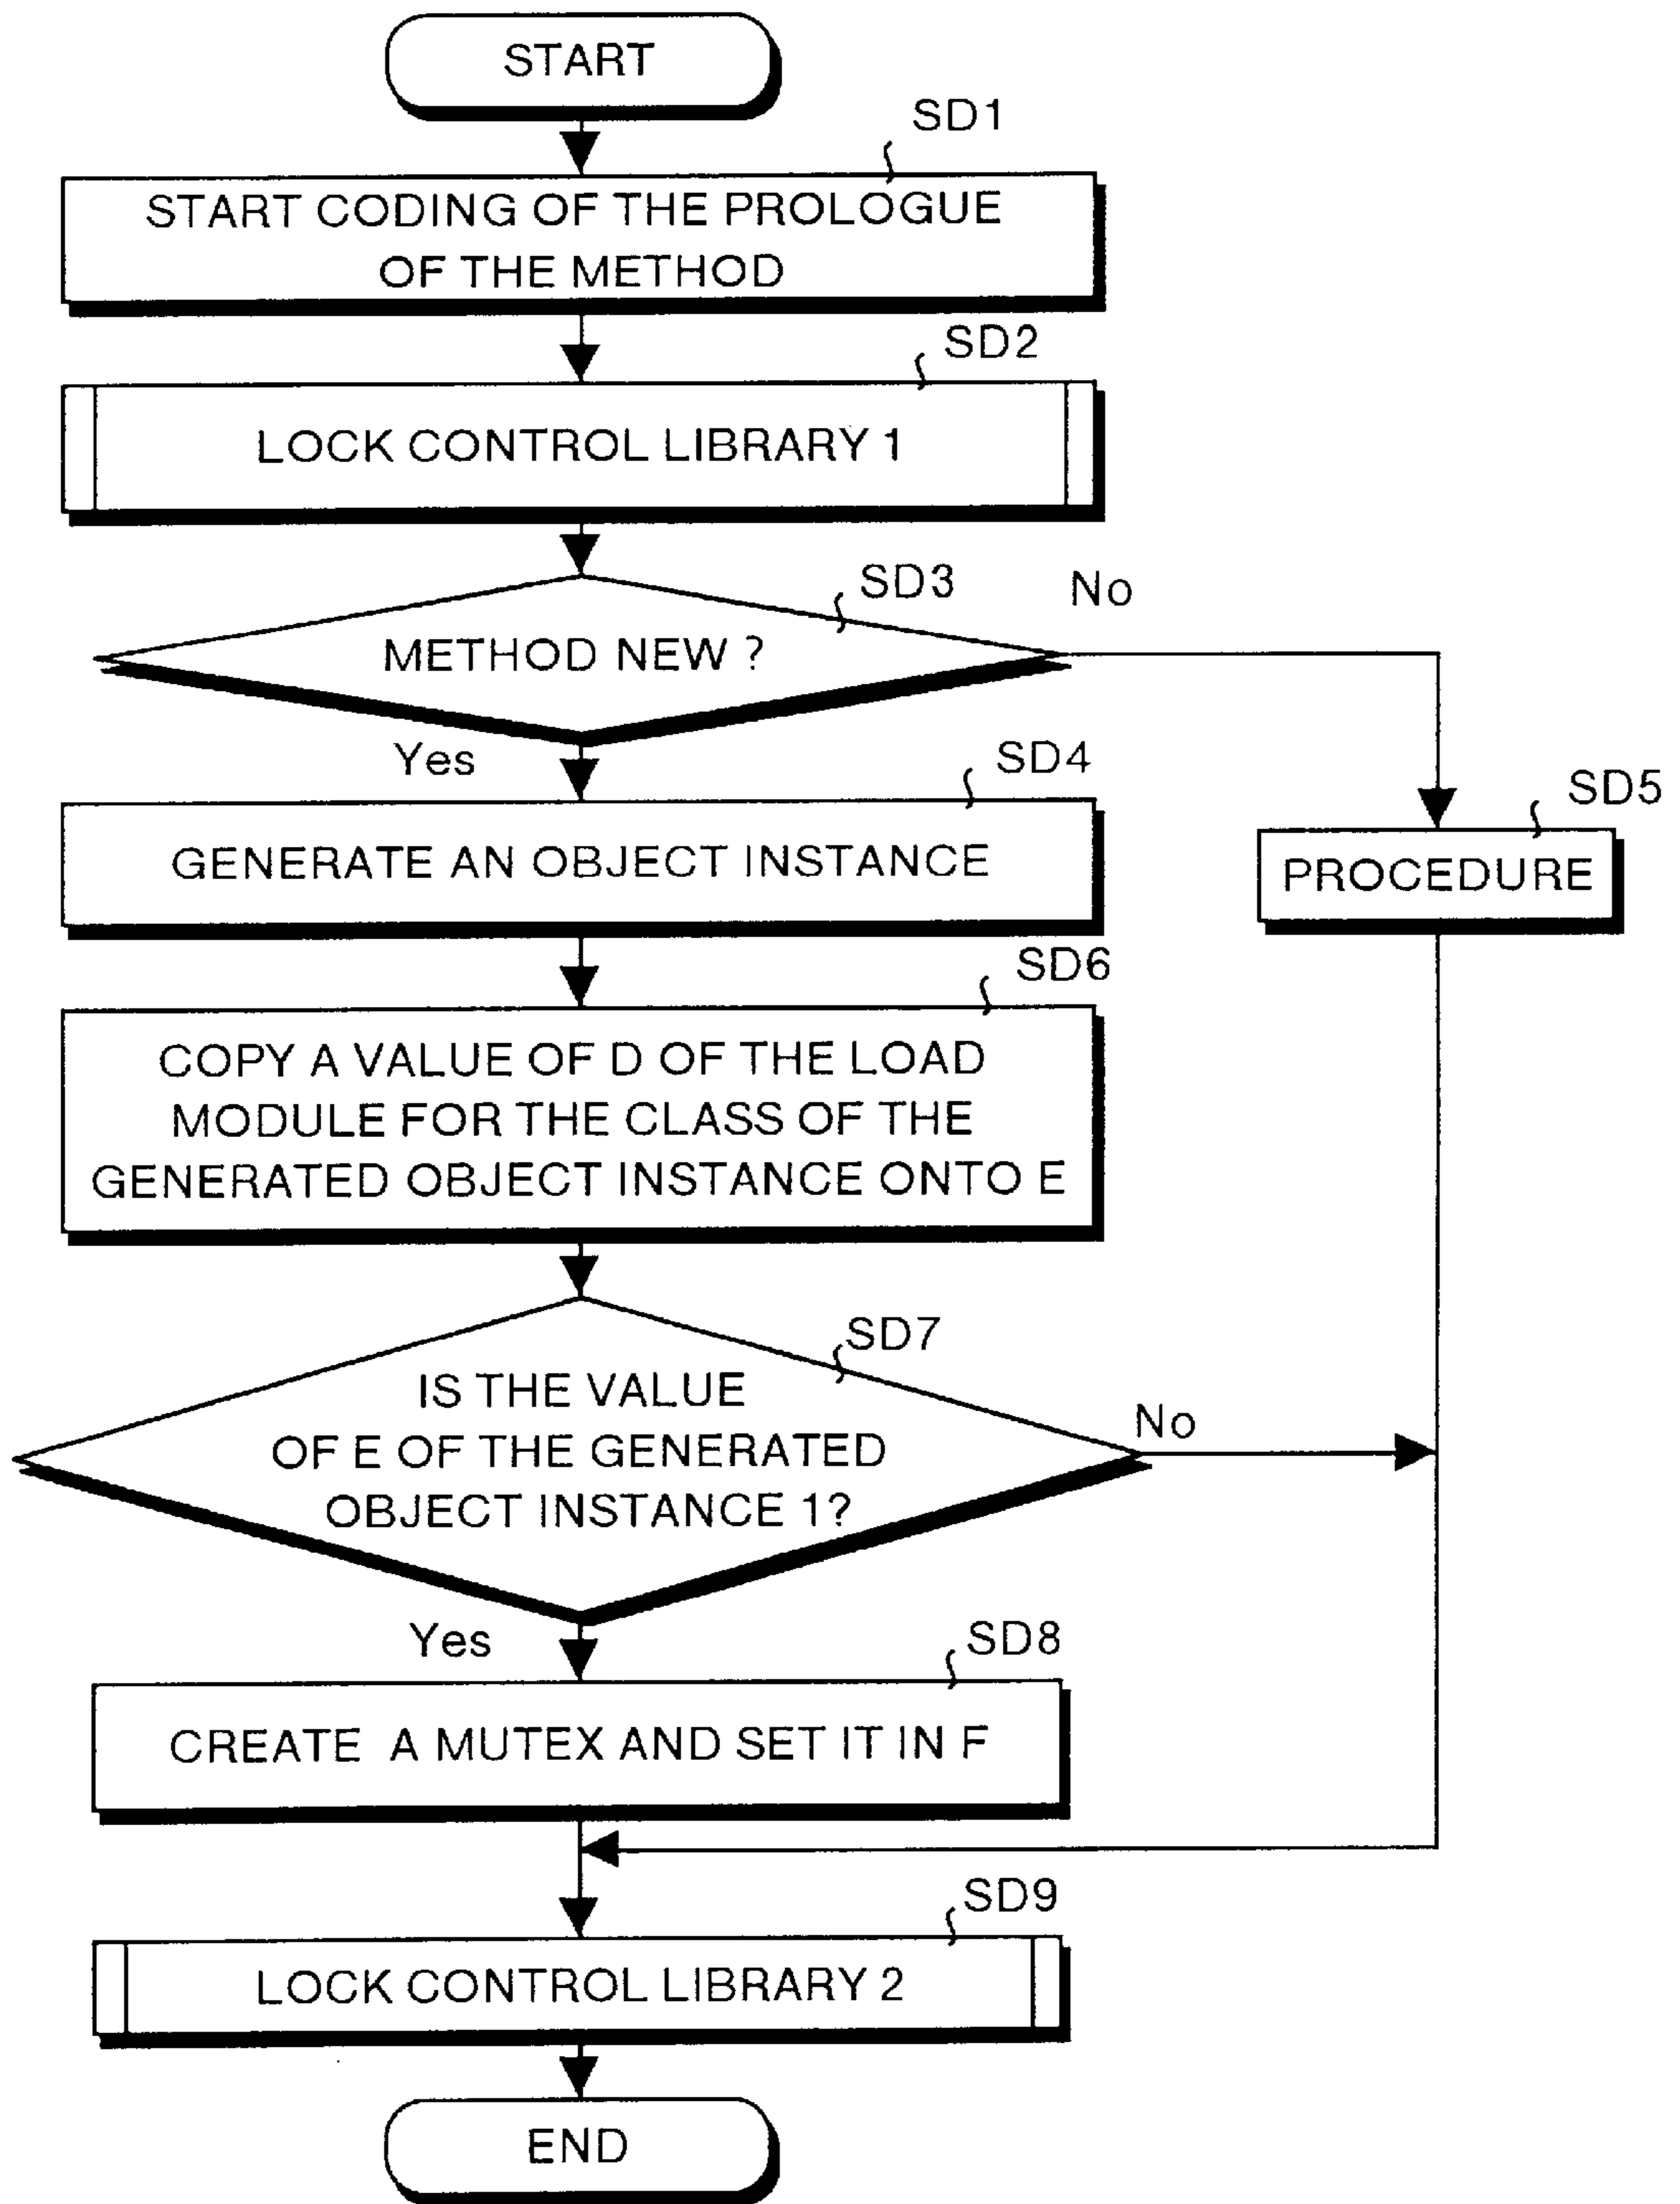 START
SD1
START CODING OF THE PROLOGUE
OF THE METHOD
SD2
LOCK CONTROL LIBRARY 1
SD3
No
METHOD NEW ?
Yes
SD4
SD5
GENERATE AN OBJECT INSTANCE
PROCEDURE
SD6
COPY A VALUE OF D OF THE LOAD
MODULE FOR THE CLASS OF THE
GENERATED OBJECT INSTANCE ONTO E
SD7
IS THE VALUE
OF E OF THE GENERATED
OBJECT INSTANCE 1?
No
Yes
SD8
CREATE A MUTEX AND SET IT IN F
SD9
LOCK CONTROL LIBRARY 2
END